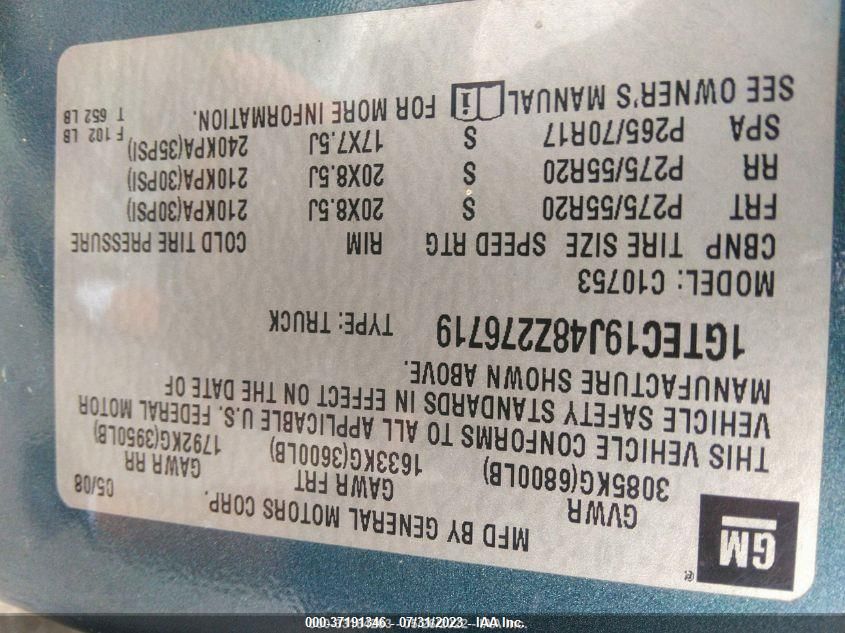 MFD BY GENERAL MOTORS CORP.
05/08
GM
®
GVWR GAWR FRT GAWR RR
3085KG(6800LB) 1633KG(3600LB) 1792KG(3950LB)
THIS VEHICLE CONFORMS TO ALL APPLICABLE U.S. FEDERAL MOTOR
VEHICLE SAFETY STANDARDS IN EFFECT ON THE DATE OF
MANUFACTURE SHOWN ABOVE.
1GTEC19J48Z276719 TYPE: TRUCK
MODEL: C10753
CBNP TIRE SIZE SPEED RTG RIM COLD TIRE PRESSURE
FRT P275/55R20 S 20X8.5J 210KPA(30PSI)
RR P275/55R20 S 20X8.5J 210KPA(30PSI)
SPA P265/70R17 S 17X7.5J 240KPA(35PSI)
SEE OWNER'S MANUAL i FOR MORE INFORMATION.
F 102 LB
T 652 LB
000-37191346 - 07/31/2023 - IAA Inc.